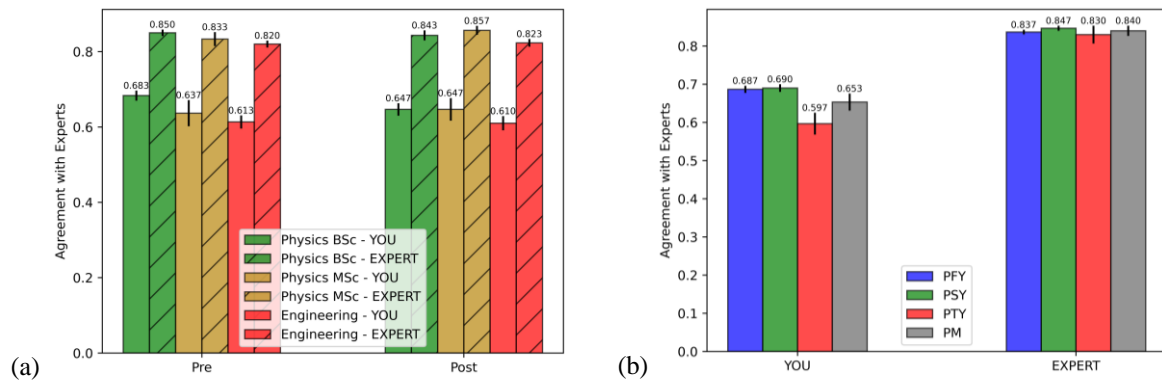 Agreement with Experts
0.8
0.6
0.4
0.2
0.0
0.683
0.850
0.637
0.833
0.613
0.820
0.647
0.843
0.647
0.857
0.610
0.823
Physics BSc - YOU
Physics BSc - EXPERT
Physics MSc - YOU
Physics MSc - EXPERT
Engineering - YOU
Engineering - EXPERT
Pre
Post
(a)
Agreement with Experts
0.8
0.7
0.6
0.5
0.4
0.3
0.2
0.1
0.0
0.687
0.690
0.597
0.653
0.837
0.847
0.830
0.840
PFY
PSY
PTY
PM
YOU
EXPERT
(b)